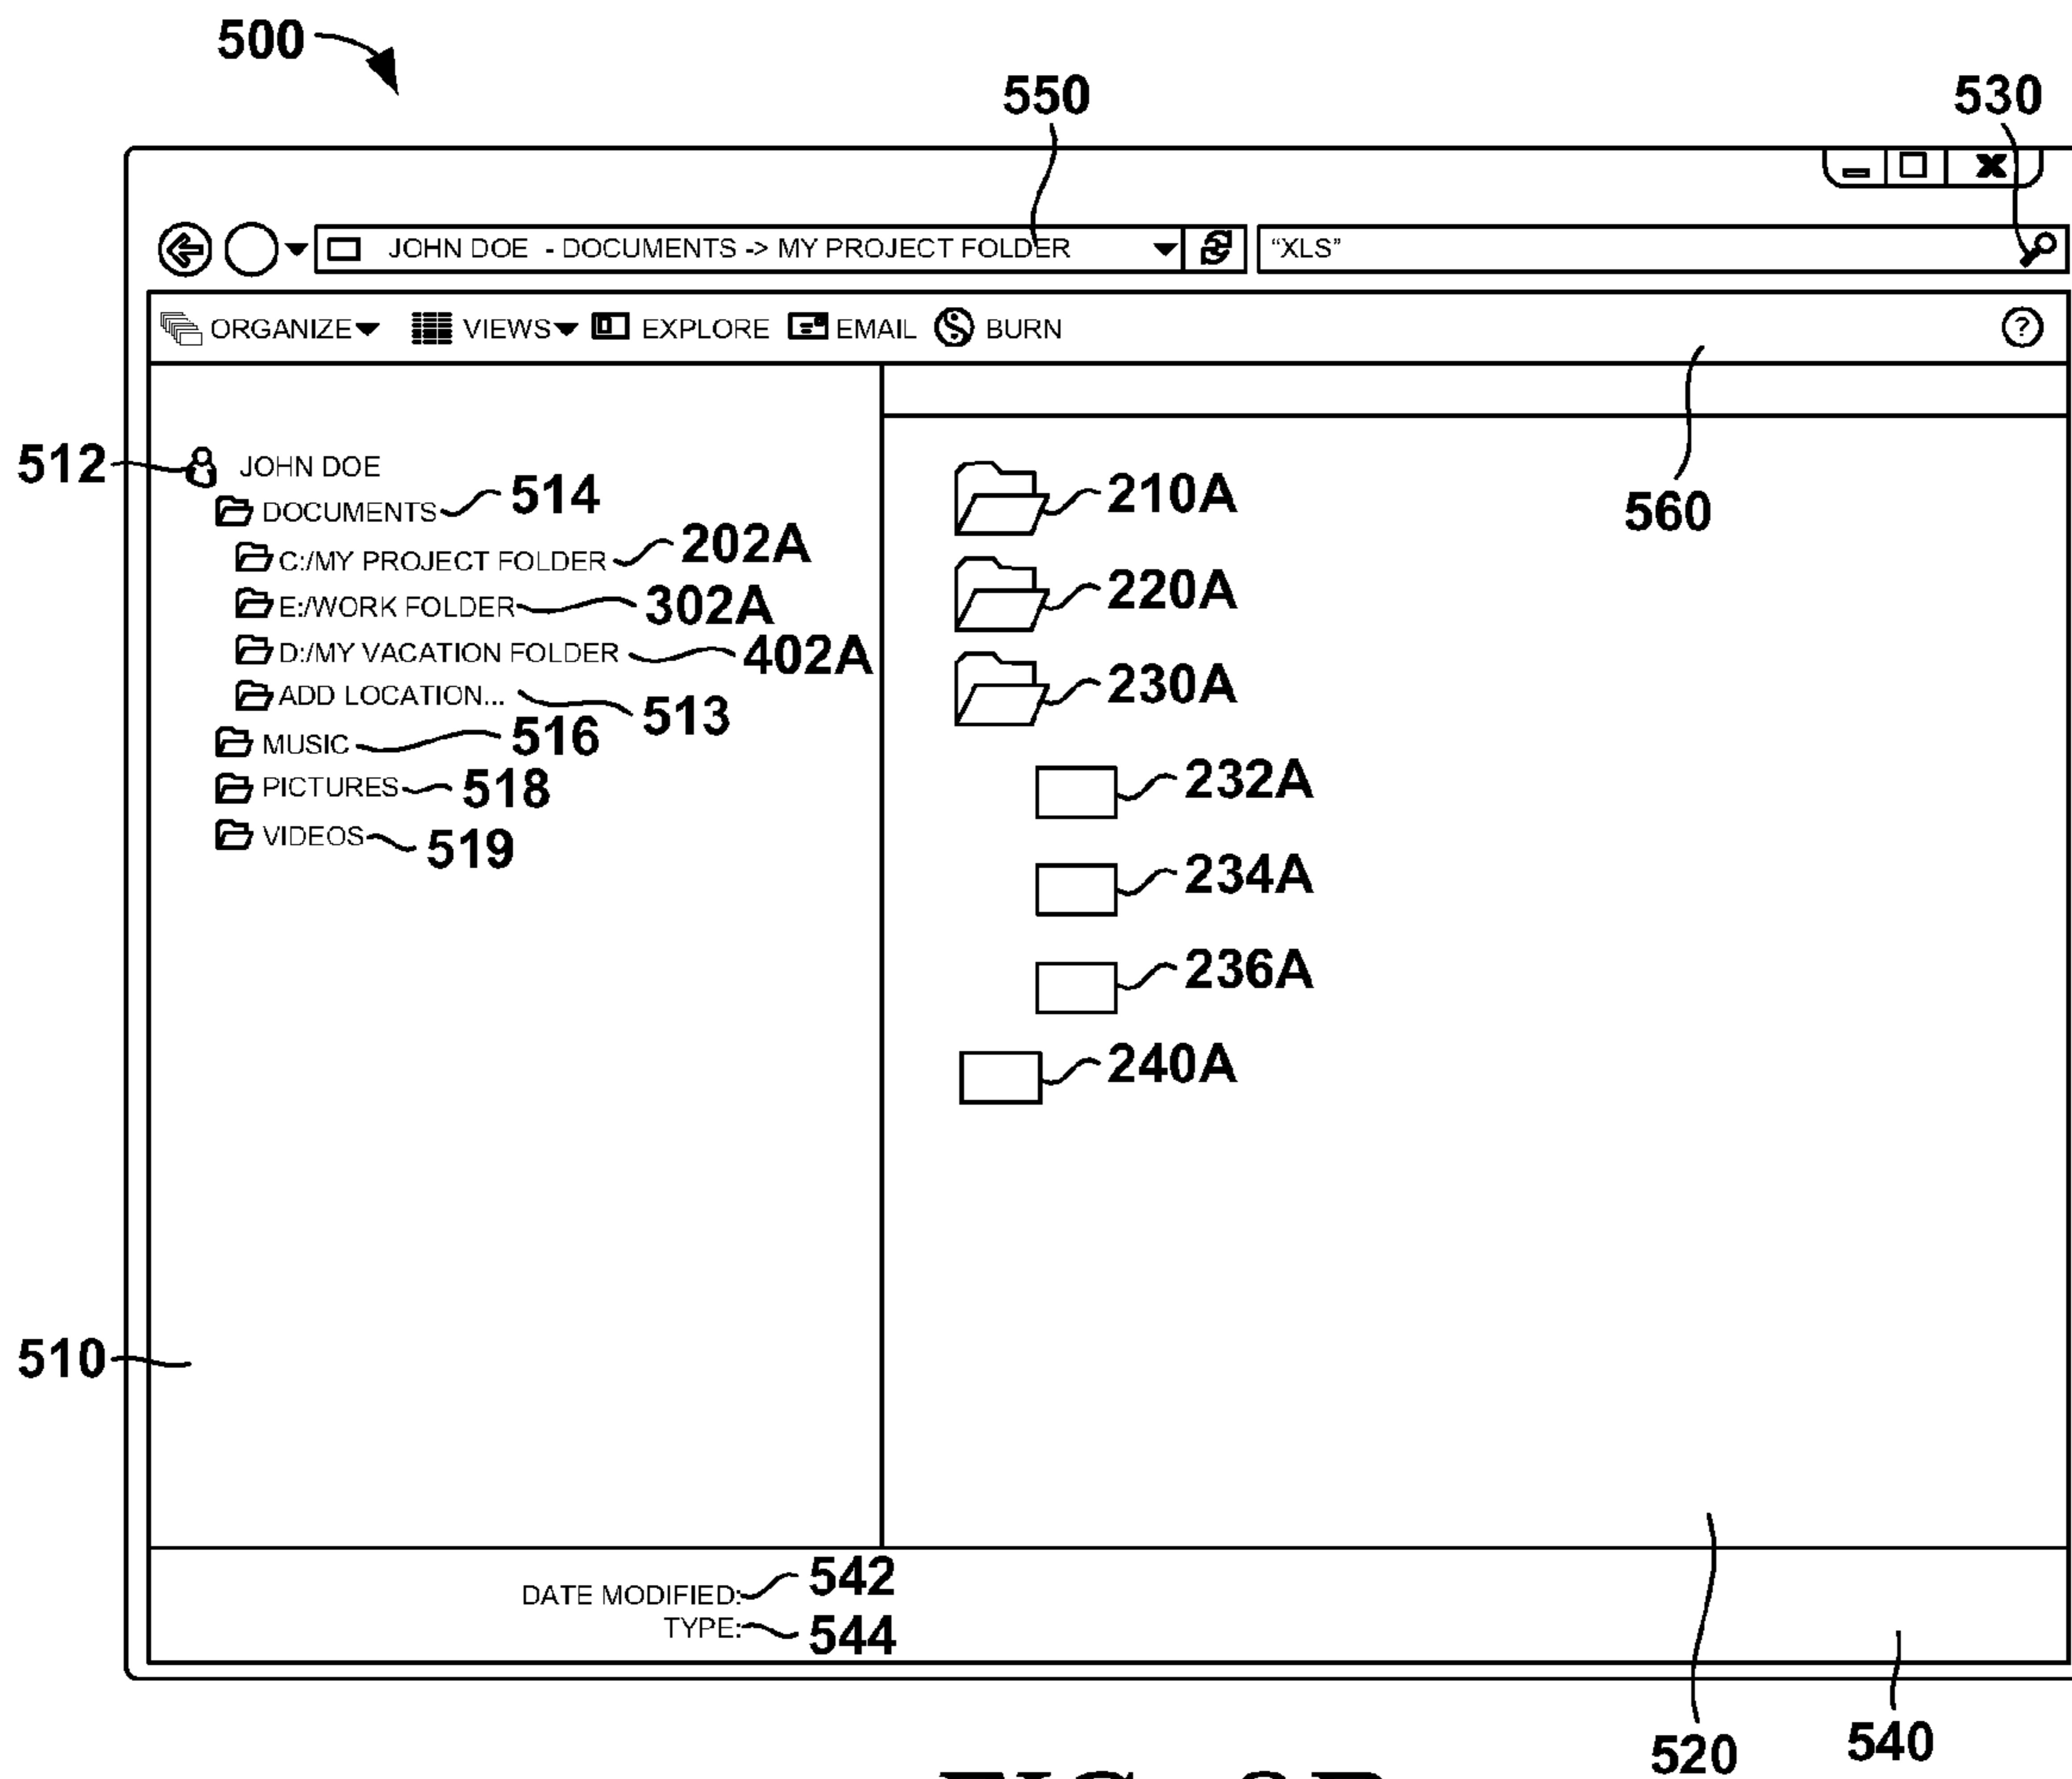 500
550
530
JOHN DOE - DOCUMENTS -> MY PROJECT FOLDER
"XLS"
ORGANIZE VIEWS EXPLORE EMAIL BURN ?
560
512 JOHN DOE
DOCUMENTS 514
C:/MY PROJECT FOLDER 202A
E:/WORK FOLDER 302A
D:/MY VACATION FOLDER 402A
ADD LOCATION... 513
MUSIC 516
PICTURES 518
VIDEOS 519
210A
220A
230A
232A
234A
236A
240A
510
DATE MODIFIED: 542
TYPE: 544
520
540